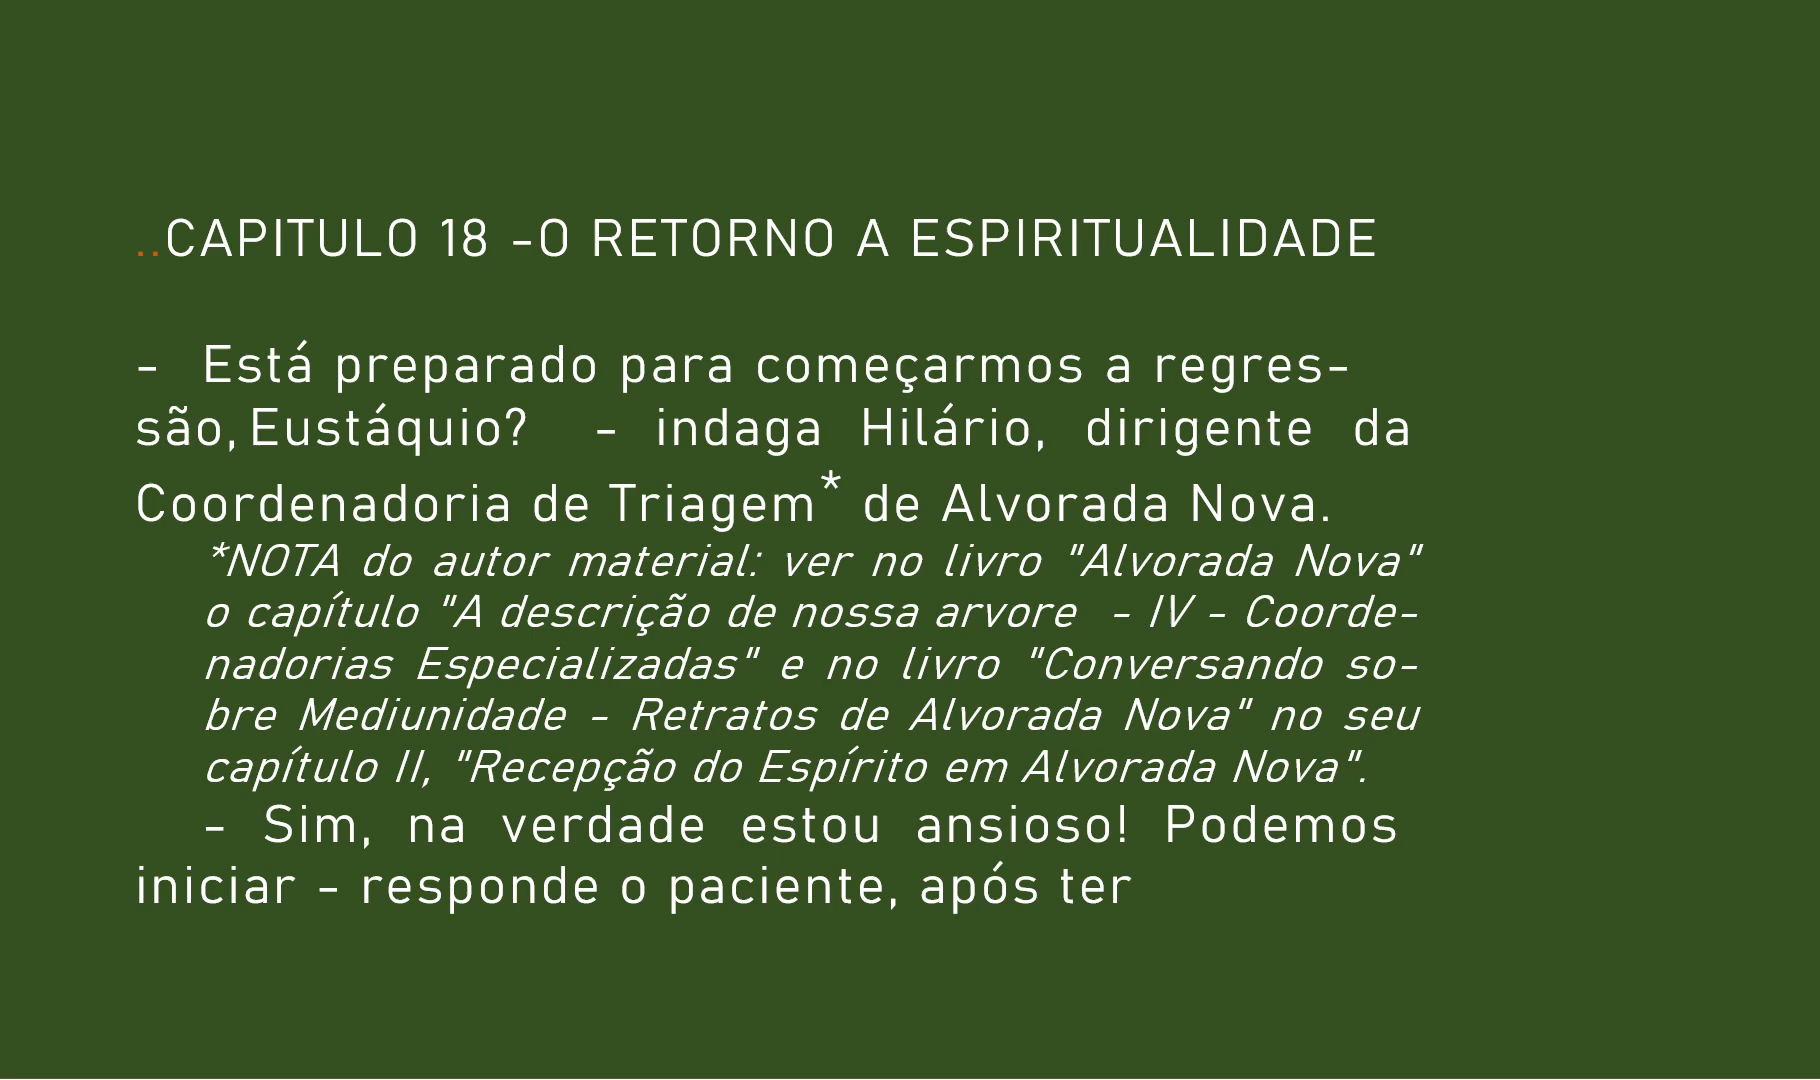 ..CAPITULO 18 -O RETORNO A ESPIRITUALIDADE
- Está preparado para começarmos a regres-
são, Eustáquio? - indaga Hilário, dirigente da
Coordenadoria de Triagem* de Alvorada Nova.
*NOTA do autor material: ver no livro "Alvorada Nova"
o capítulo "A descrição de nossa arvore - IV - Coorde-
nadorias Especializadas" e no livro "Conversando so-
bre Mediunidade - Retratos de Alvorada Nova" no seu
capítulo II, "Recepção do Espírito em Alvorada Nova".
- Sim, na verdade estou ansioso! Podemos
iniciar - responde o paciente, após ter